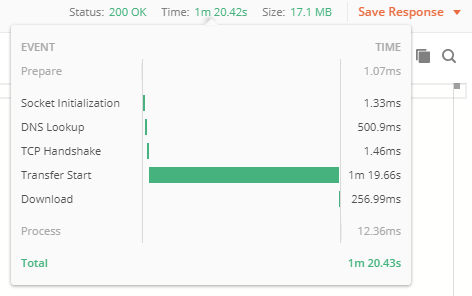 Status: 200 OK Time: 1m 20.42s Size: 17.1 MB Save Response
EVENT TIME
Prepare 1.07ms
Socket Initialization 1.33ms
DNS Lookup 500.9ms
TCP Handshake 1.46ms
Transfer Start 1m 19.66s
Download 256.99ms
Process 12.36ms
Total 1m 20.43s